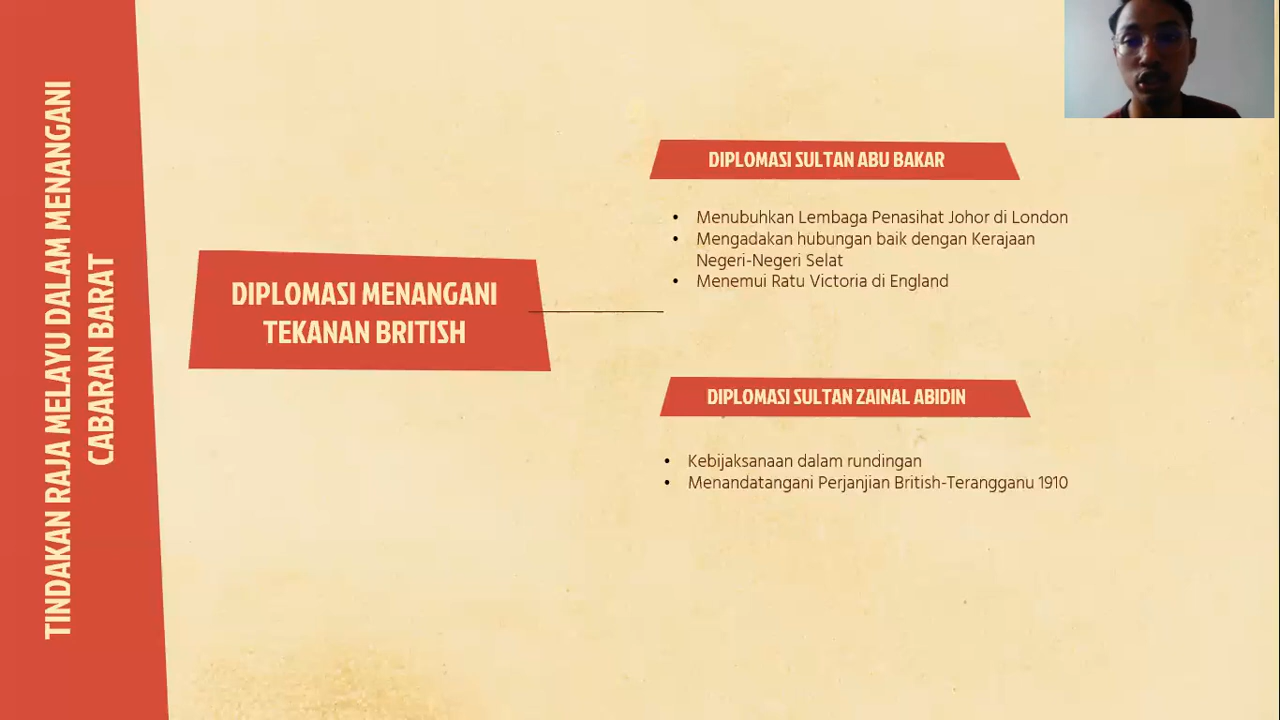 TINDAKAN RAJA MELAYU DALAM MENANGANI
CABARAN BARAT
DIPLOMASI MENANGANI
TEKANAN BRITISH
DIPLOMASI SULTAN ABU BAKAR
• Menubuhkan Lembaga Penasihat Johor di London
• Mengadakan hubungan baik dengan Kerajaan
Negeri-Negeri Selat
• Menemui Ratu Victoria di England
DIPLOMASI SULTAN ZAINAL ABIDIN
• Kebijaksanaan dalam rundingan
• Menandatangani Perjanjian British-Terangganu 1910